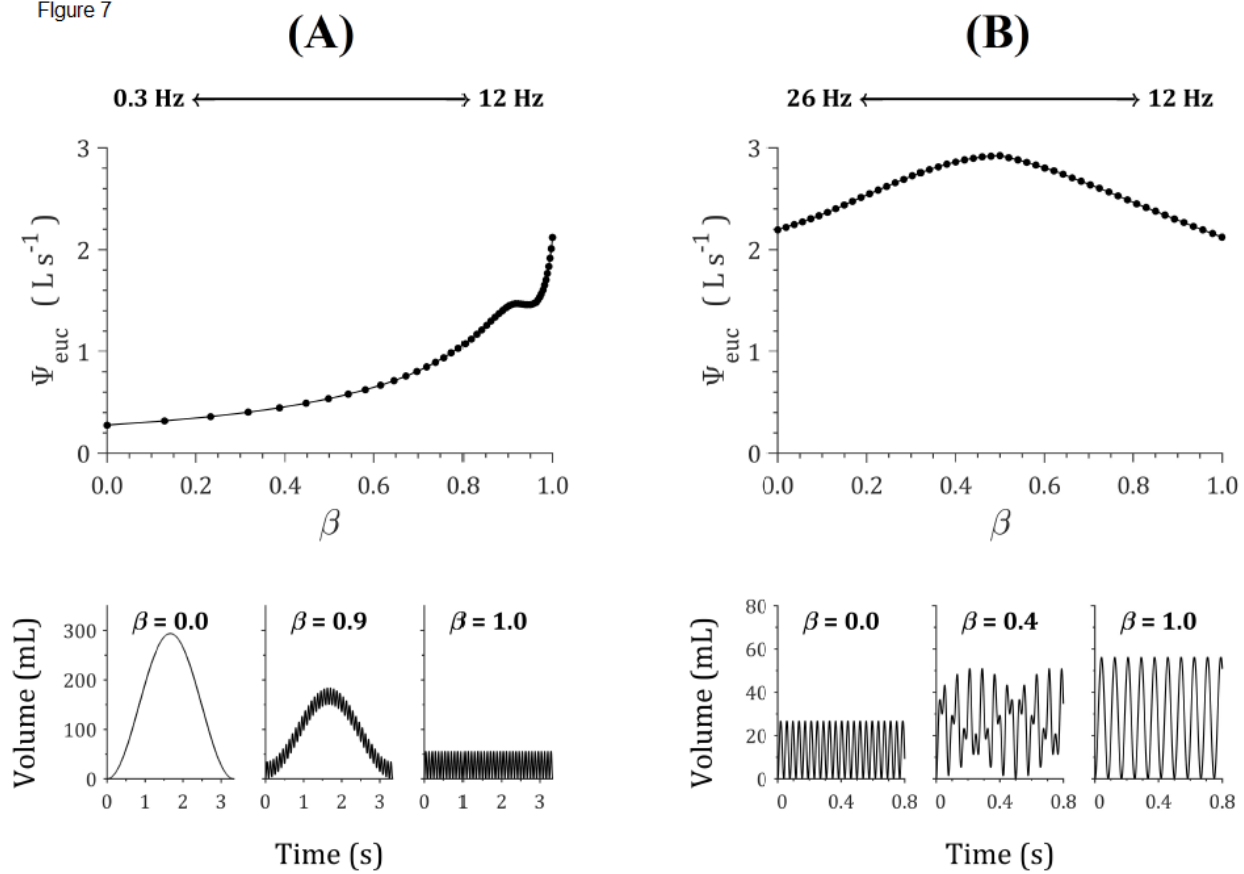 FIgure 7
(A)
0.3 Hz 12 Hz
3
2
1
0
Ψeuc ( L s-1 )
0.0 0.2 0.4 0.6 0.8 1.0
β
β = 0.0 β = 0.9 β = 1.0
300
200
100
0
Volume (mL)
0 1 2 3 0 1 2 3 0 1 2 3
Time (s)
(B)
26 Hz 12 Hz
3
2
1
0
Ψeuc ( L s-1 )
0.0 0.2 0.4 0.6 0.8 1.0
β
β = 0.0 β = 0.4 β = 1.0
80
60
40
20
0
Volume (mL)
0 0.4 0.8 0 0.4 0.8 0 0.4 0.8
Time (s)